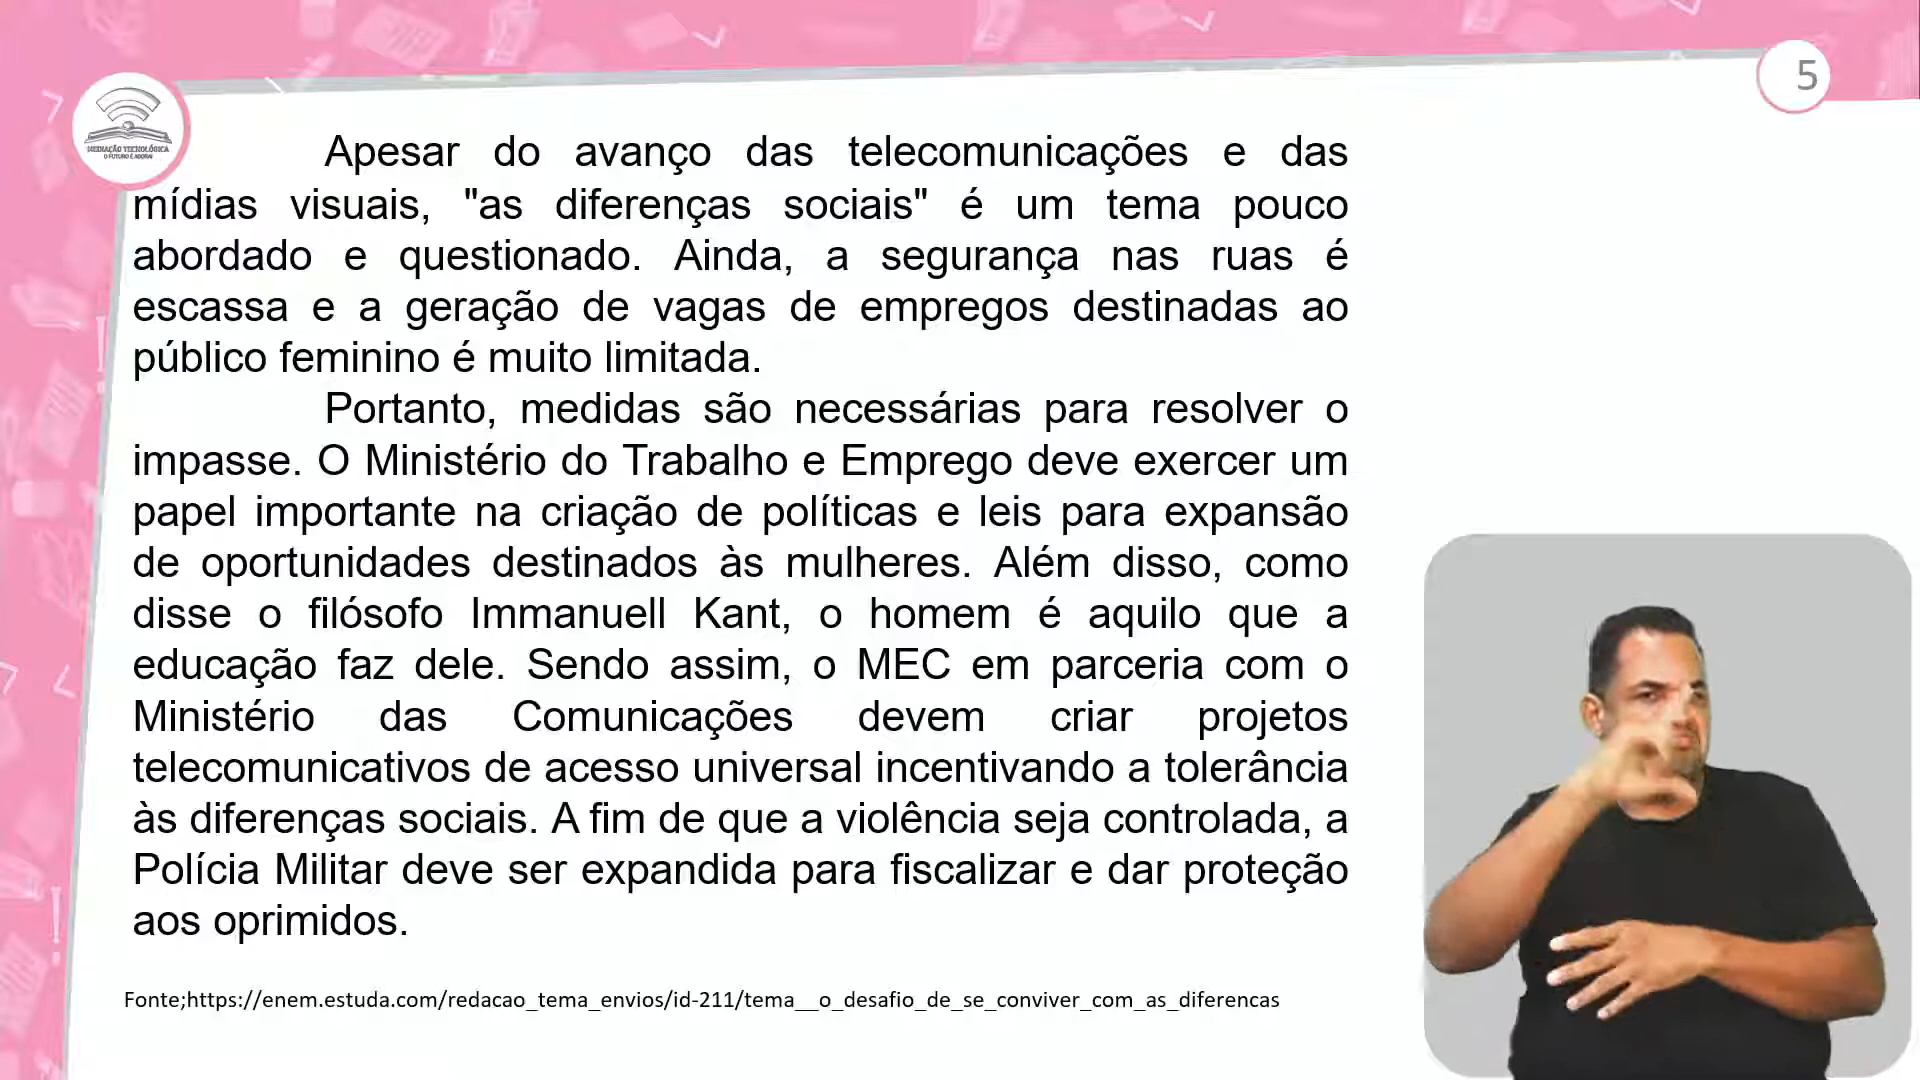 5
MEDIAÇÃO TECNOLÓGICA
O FUTURO É AGORA!
Apesar do avanço das telecomunicações e das
mídias visuais, "as diferenças sociais" é um tema pouco
abordado e questionado. Ainda, a segurança nas ruas é
escassa e a geração de vagas de empregos destinadas ao
público feminino é muito limitada.
Portanto, medidas são necessárias para resolver o
impasse. O Ministério do Trabalho e Emprego deve exercer um
papel importante na criação de políticas e leis para expansão
de oportunidades destinados às mulheres. Além disso, como
disse o filósofo Immanuell Kant, o homem é aquilo que a
educação faz dele. Sendo assim, o MEC em parceria com o
Ministério das Comunicações devem criar projetos
telecomunicativos de acesso universal incentivando a tolerância
às diferenças sociais. A fim de que a violência seja controlada, a
Polícia Militar deve ser expandida para fiscalizar e dar proteção
aos oprimidos.
Fonte;https://enem.estuda.com/redacao_tema_envios/id-211/tema__o_desafio_de_se_conviver_com_as_diferencas